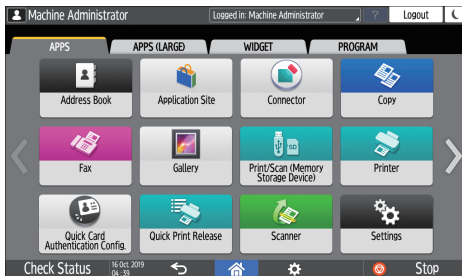 Machine Administrator
Logged in: Machine Administrator
?
Logout
APPS
APPS (LARGE)
WIDGET
PROGRAM
Address Book
Application Site
Connector
Copy
Fax
Gallery
Print/Scan (Memory
Storage Device)
SD
Printer
Quick Card
Authentication Config.
Quick Print Release
Scanner
Settings
Check Status
16 Oct. 2019
04 : 39
Stop